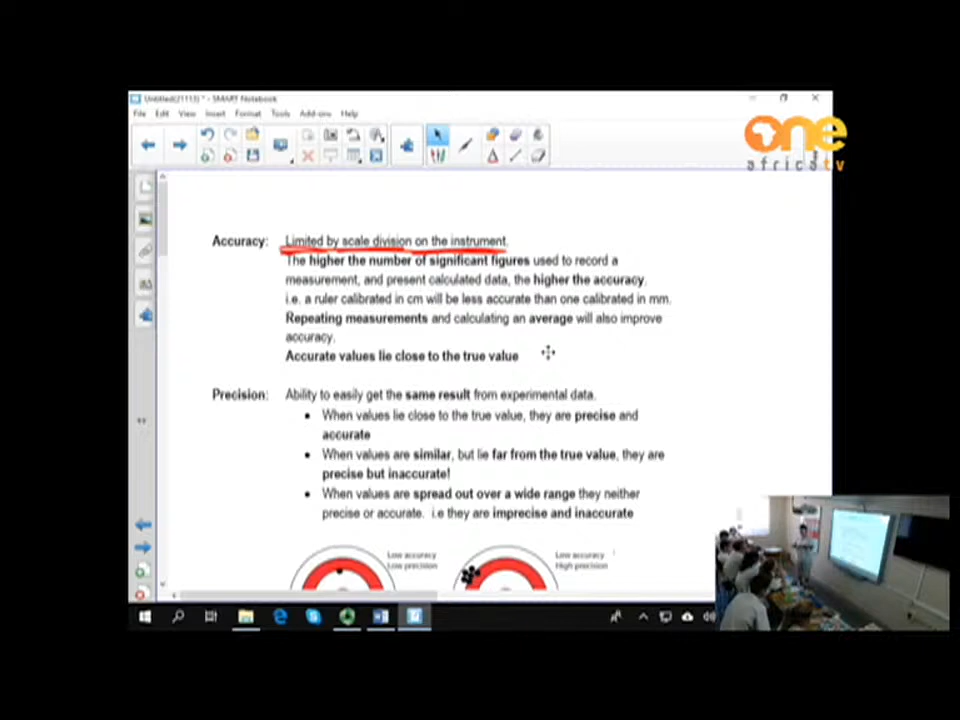 one
africa tv
Untitled(21113) * - SMART Notebook
File Edit View Insert Format Tools Add-ons Help
Accuracy: Limited by scale division on the instrument.
The higher the number of significant figures used to record a
measurement, and present calculated data, the higher the accuracy.
i.e. a ruler calibrated in cm will be less accurate than one calibrated in mm.
Repeating measurements and calculating an average will also improve
accuracy.
Accurate values lie close to the true value
Precision: Ability to easily get the same result from experimental data.
• When values lie close to the true value, they are precise and
accurate
• When values are similar, but lie far from the true value, they are
precise but inaccurate!
• When values are spread out over a wide range they neither
precise or accurate. i.e they are imprecise and inaccurate
Low accuracy
Low precision
Low accuracy
High precision